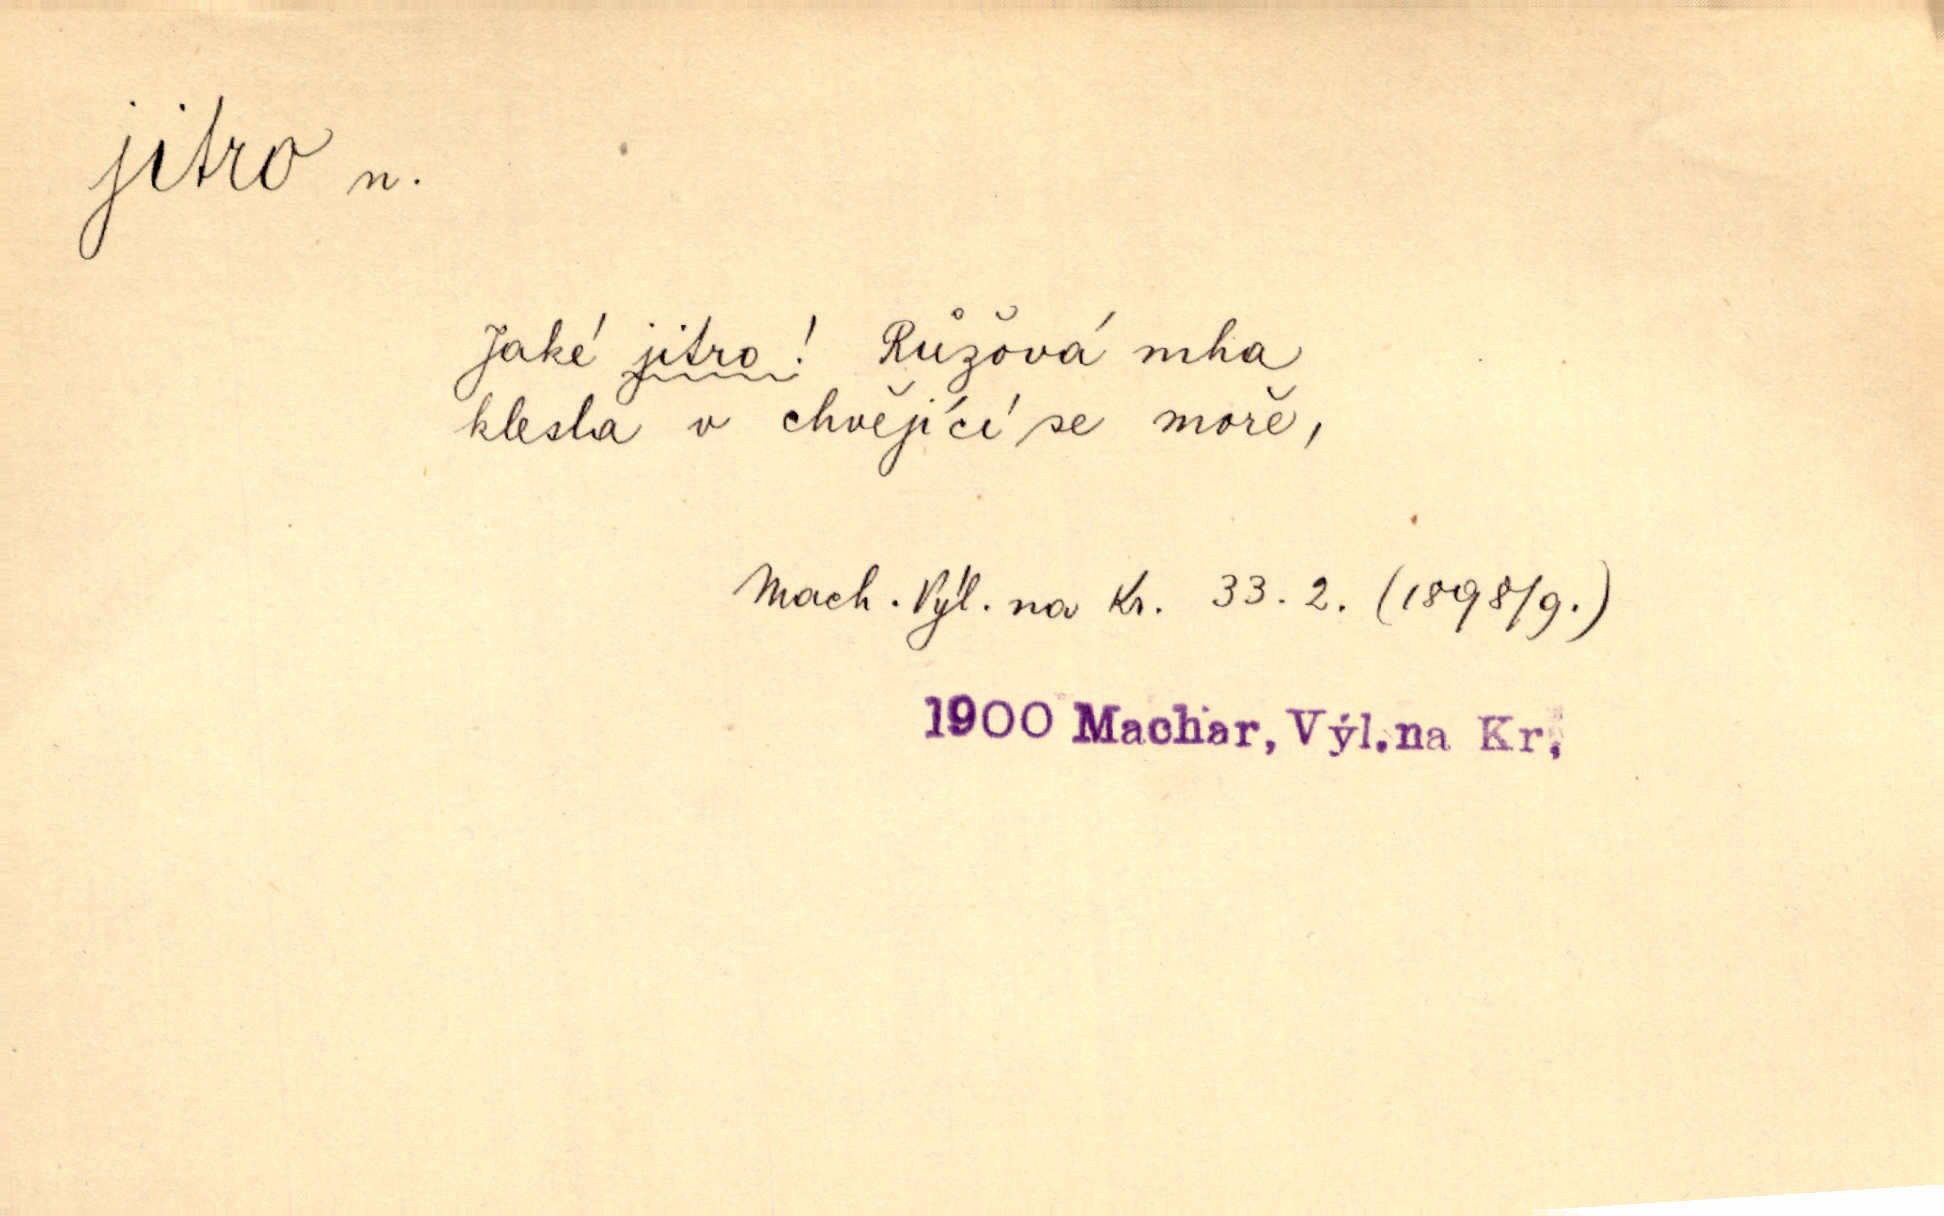 jitro n.
Jaké jitro! Růžová mha
klesla v chvějící se moře,
Mach. Výl. na Kr. 33. 2. (1898/9.)
1900 Machar, Výl.na Kr.